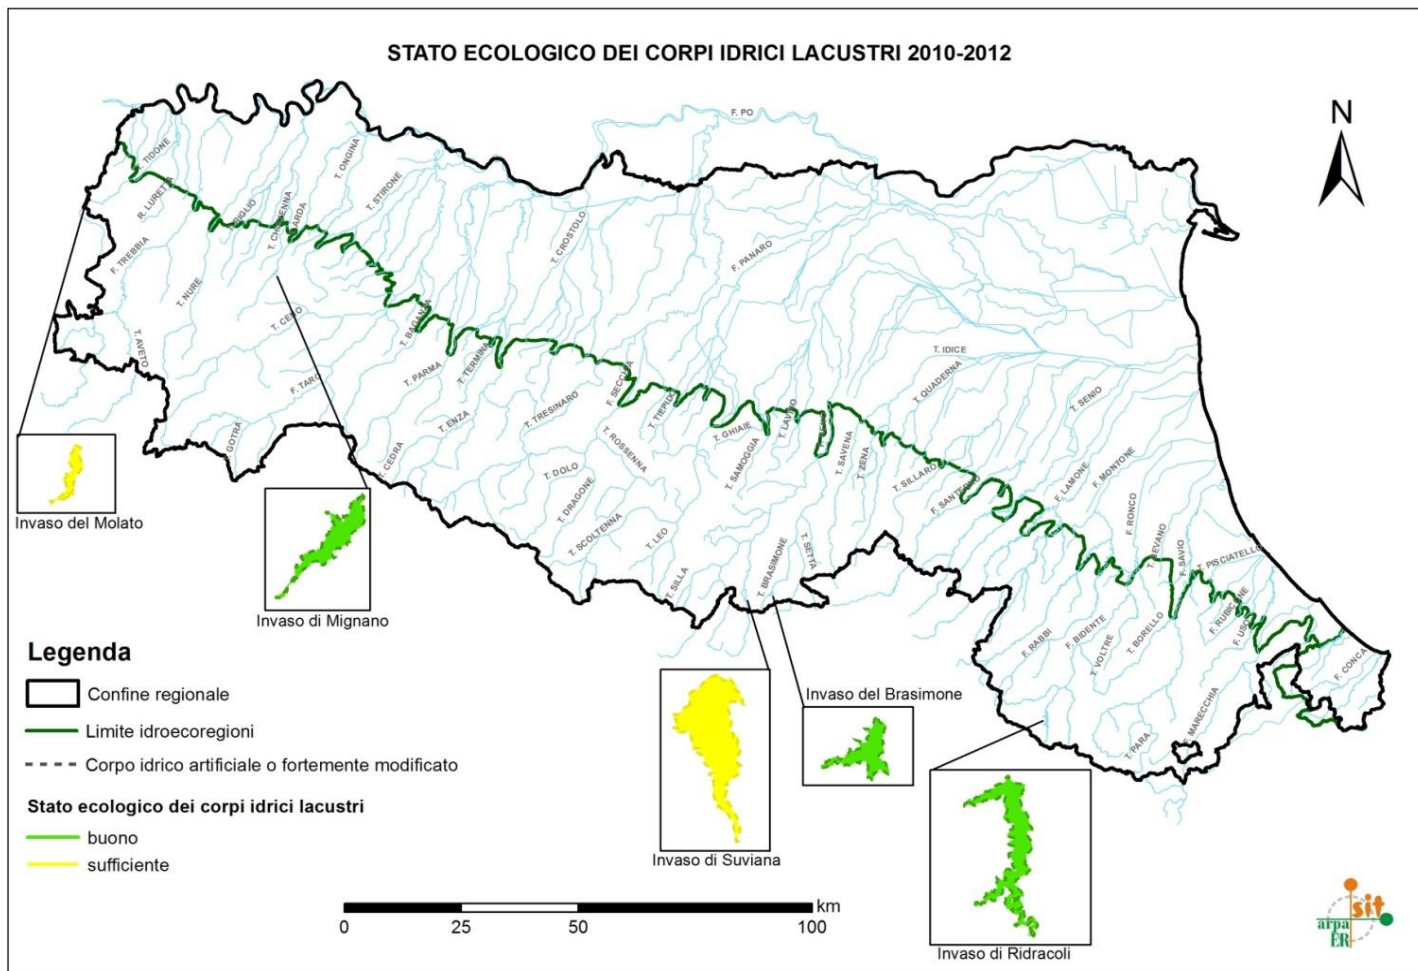 STATO ECOLOGICO DEI CORPI IDRICI LACUSTRI 2010-2012
N
F. PO
T. TIDONE
R. LURETTA
F. TREBBIA
T. NURE
T. CHIAVENNA
T. ARDA
T. ONGINA
T. STIRONE
T. CROSTOLO
F. PANARO
T. AVETO
T. CENO
T. BAGANZA
F. TARO
T. PARMA
T. TERMINA
T. ENZA
T. TRESINARO
F. SECCHIA
T. TIEPIDO
T. GHIAIE
T. LAVINO
T. SAMOGGIA
T. SAVENA
T. ZENA
T. IDICE
T. QUADERNA
T. SENIO
T. SILLARO
F. SANTERNO
F. LAMONE
F. MONTONE
F. RONCO
T. BEVANO
F. SAVIO
T. PISCIATELLO
F. RUBICONE
F. USO
F. CONCA
GOTRA
T. CEDRA
T. ROSSENNA
T. DOLO
T. DRAGONE
T. SCOLTENNA
T. LEO
T. SILLA
T. BRASIMONE
T. SETTA
F. RABBI
F. BIDENTE
T. VOLTRE
T. BORELLO
F. MARECCHIA
T. PARA
Invaso del Molato
Invaso di Mignano
Invaso di Suviana
Invaso del Brasimone
Invaso di Ridracoli
Legenda
Confine regionale
Limite idroecoregioni
Corpo idrico artificiale o fortemente modificato
Stato ecologico dei corpi idrici lacustri
buono
sufficiente
0 25 50 100 km
sit
arpa
ER